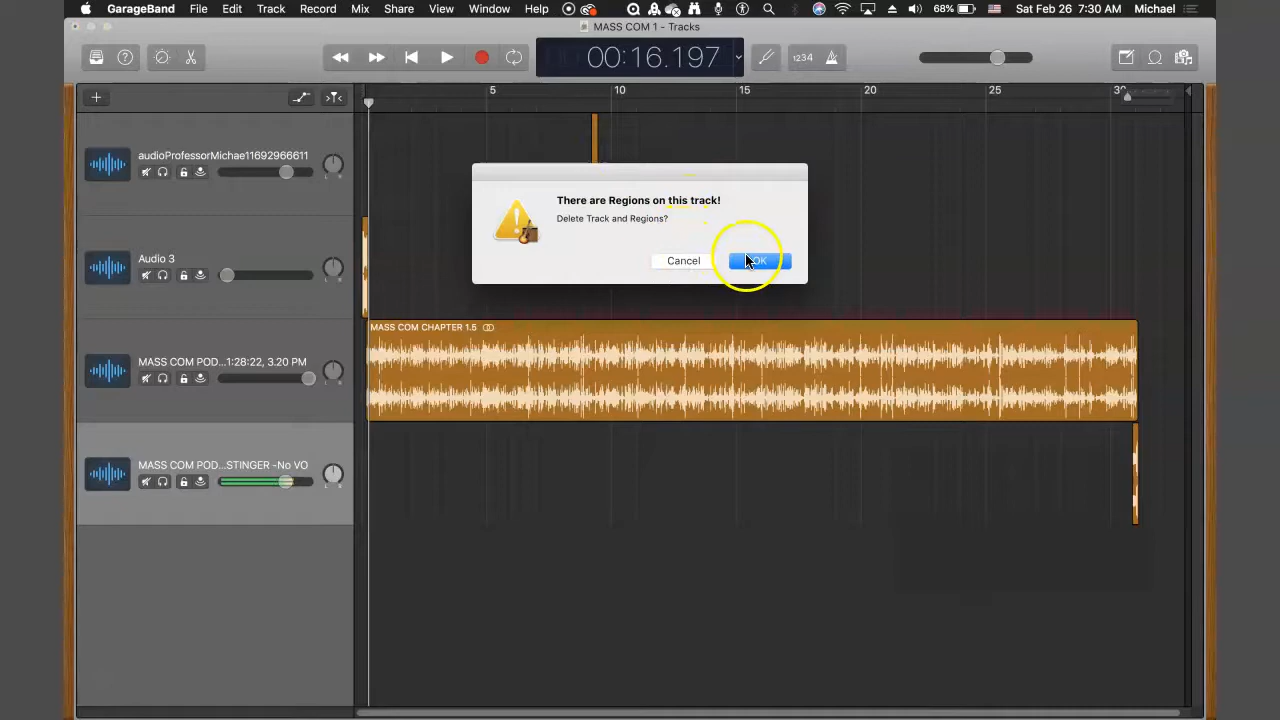 GarageBand File Edit Track Record Mix Share View Window Help 68% Sat Feb 26 7:30 AM Michael
MASS COM 1 - Tracks
00:16.197 1234
5 10 15 20 25
audioProfessorMichae11692966611
L R
There are Regions on this track!
Delete Track and Regions?
Cancel OK
Audio 3
L R
MASS COM CHAPTER 1.5
MASS COM POD...1:28:22, 3.20 PM
L R
MASS COM POD...STINGER -No VO
L R